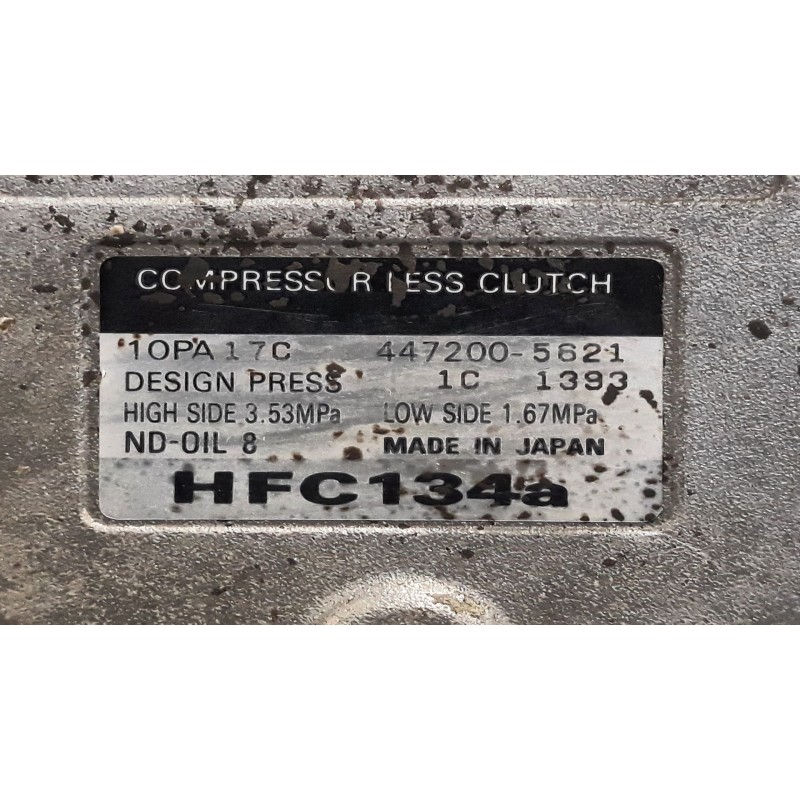 COMPRESSOR LESS CLUTCH
10PA17C 447200-5621
DESIGN PRESS 1C 1393
HIGH SIDE 3.53MPa LOW SIDE 1.67MPa
ND-OIL 8 MADE IN JAPAN
HFC134a